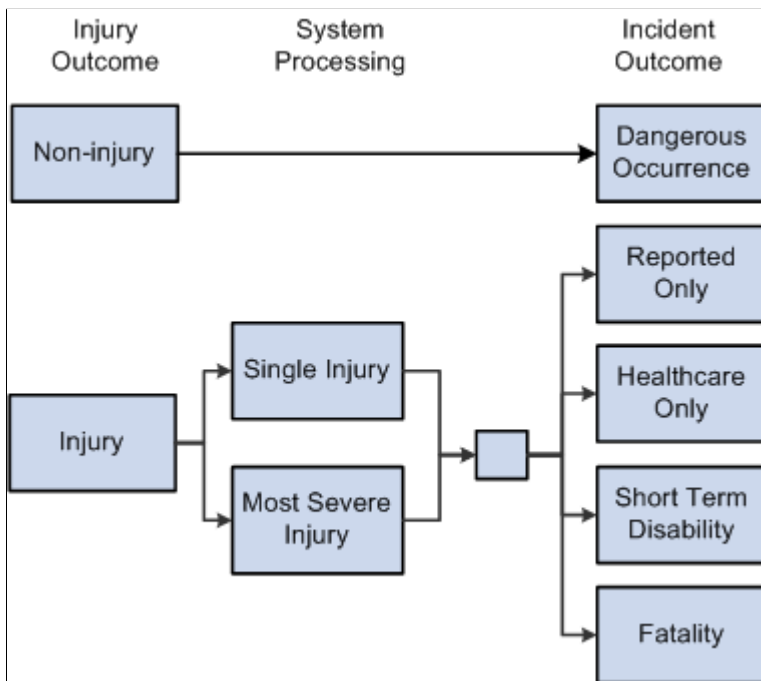 Injury
Outcome
System
Processing
Incident
Outcome
Non-injury
Dangerous
Occurrence
Reported
Only
Single Injury
Healthcare
Only
Injury
Most Severe
Injury
Short Term
Disability
Fatality